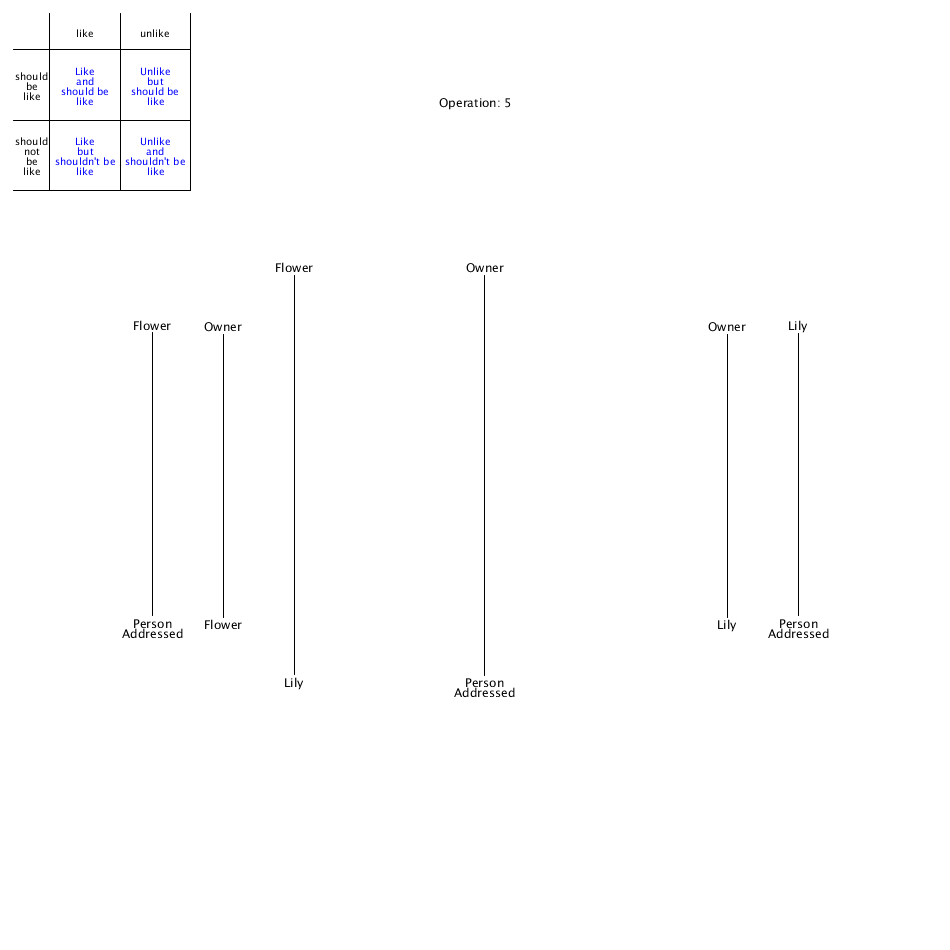 like unlike
should
be
like
Like
and
should be
like
Unlike
but
should be
like
Operation: 5
should
not
be
like
Like
but
shouldn't be
like
Unlike
and
shouldn't be
like
Flower Owner
Flower Owner Owner Lily
Person
Addressed
Flower Lily
Person
Addressed
Lily
Person
Addressed